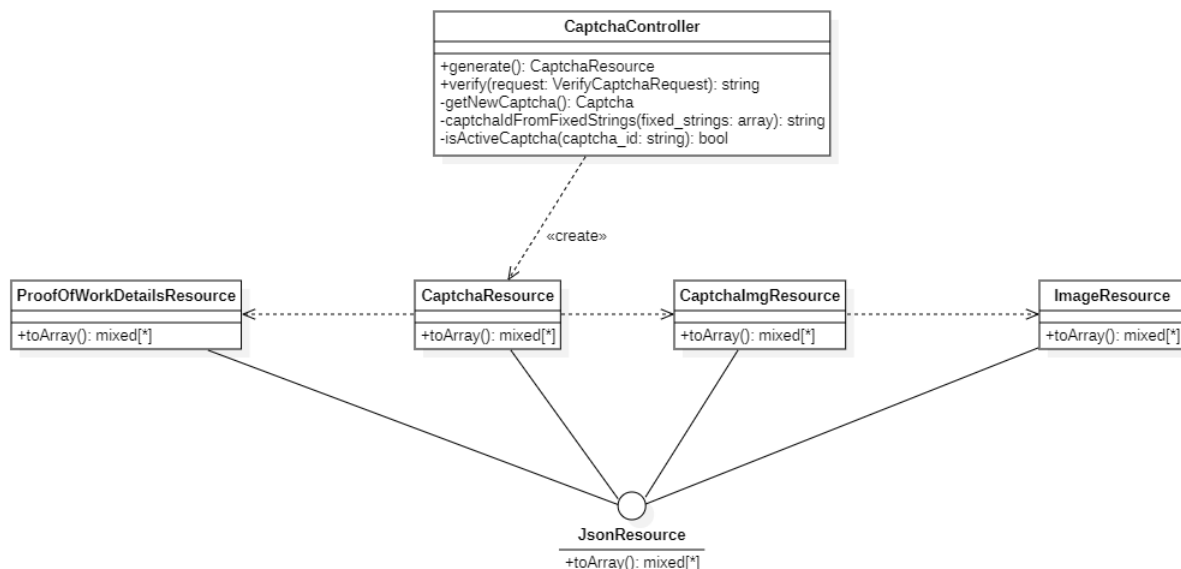 CaptchaController
+generate(): CaptchaResource
+verify(request: VerifyCaptchaRequest): string
-getNewCaptcha(): Captcha
-captchaIdFromFixedStrings(fixed_strings: array): string
-isActiveCaptcha(captcha_id: string): bool
«create»
ProofOfWorkDetailsResource
+toArray(): mixed[*]
CaptchaResource
+toArray(): mixed[*]
CaptchaImgResource
+toArray(): mixed[*]
ImageResource
+toArray(): mixed[*]
JsonResource
+toArray(): mixed[*]